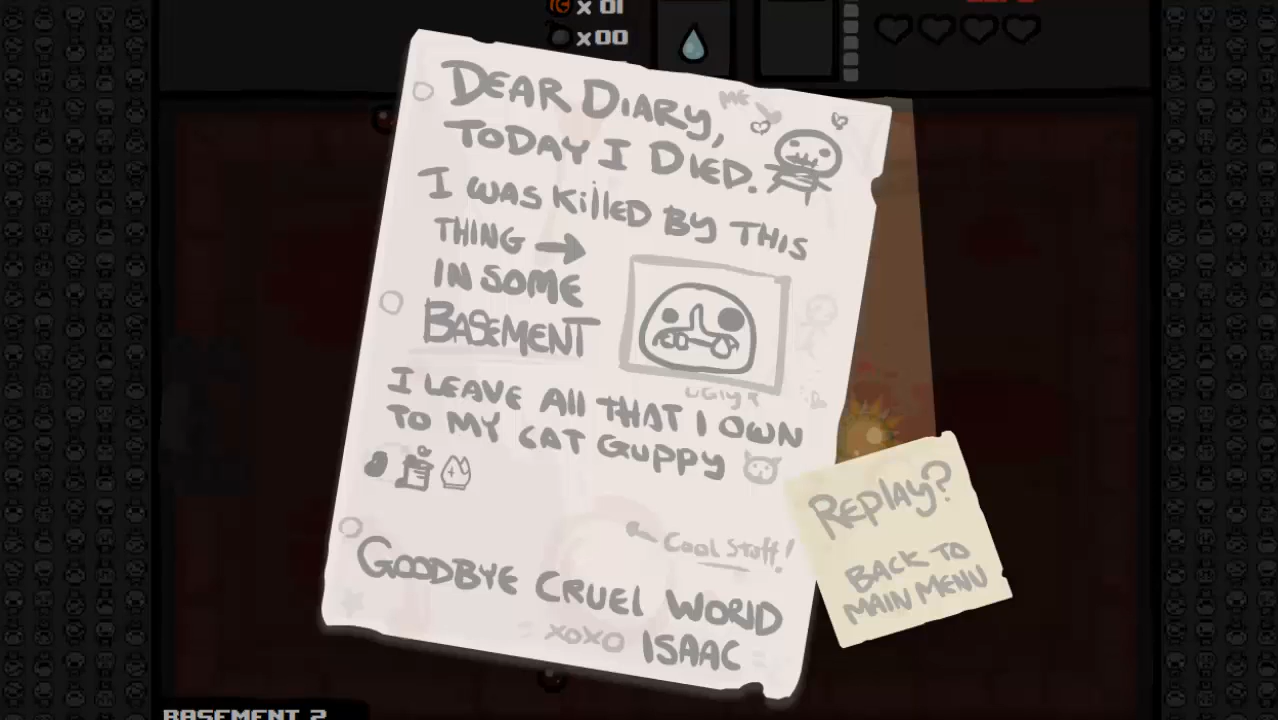 x 01
x00
DEAR DIARY,
ME
TODAY I DIED.
I WAS KILLED BY THIS
THING →
IN SOME
BASEMENT
UGLY
I LEAVE ALL THAT I OWN
TO MY CAT GUPPY
COOL STUFF!
GOODBYE CRUEL WORLD
XOXO ISAAC
REPLAY?
BACK TO
MAIN MENU
BASEMENT 2